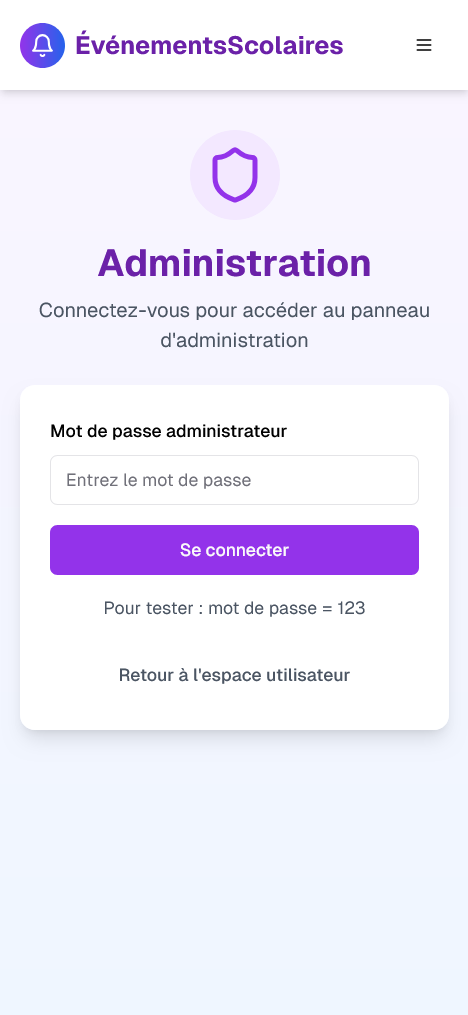 ÉvénementsScolaires
Administration
Connectez-vous pour accéder au panneau
d'administration
Mot de passe administrateur
Entrez le mot de passe
Se connecter
Pour tester : mot de passe = 123
Retour à l'espace utilisateur